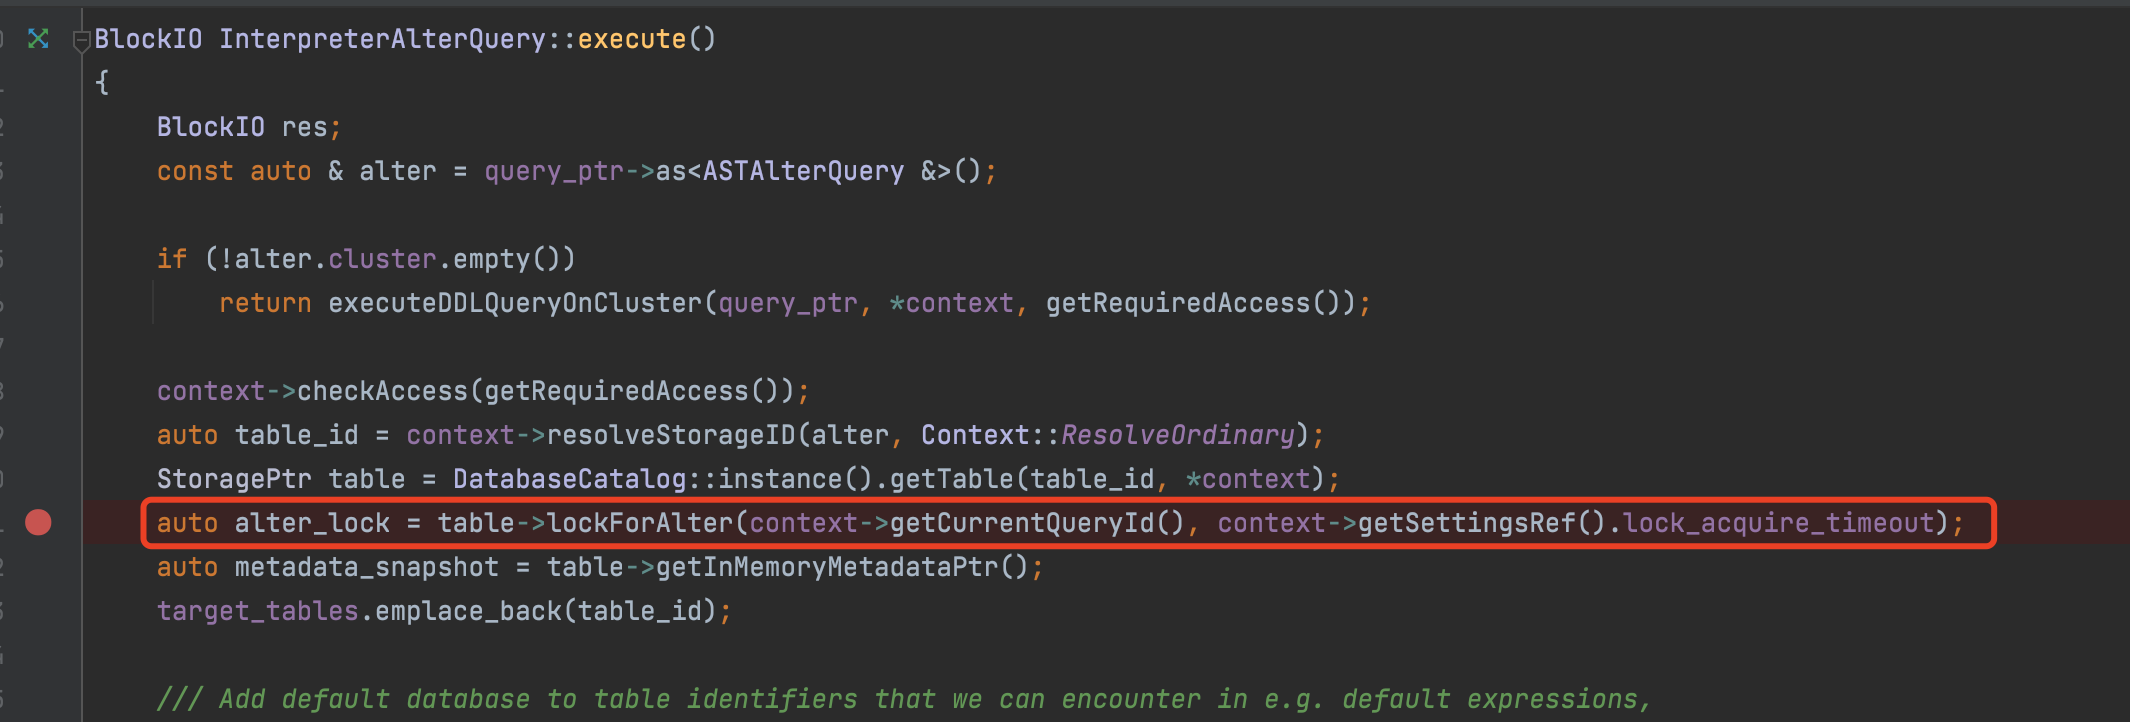 BlockIO InterpreterAlterQuery::execute()
{
    BlockIO res;
    const auto & alter = query_ptr->as<ASTAlterQuery &>();

    if (!alter.cluster.empty())
        return executeDDLQueryOnCluster(query_ptr, *context, getRequiredAccess());

    context->checkAccess(getRequiredAccess());
    auto table_id = context->resolveStorageID(alter, Context::ResolveOrdinary);
    StoragePtr table = DatabaseCatalog::instance().getTable(table_id, *context);
    auto alter_lock = table->lockForAlter(context->getCurrentQueryId(), context->getSettingsRef().lock_acquire_timeout);
    auto metadata_snapshot = table->getInMemoryMetadataPtr();
    target_tables.emplace_back(table_id);

    /// Add default database to table identifiers that we can encounter in e.g. default expressions,